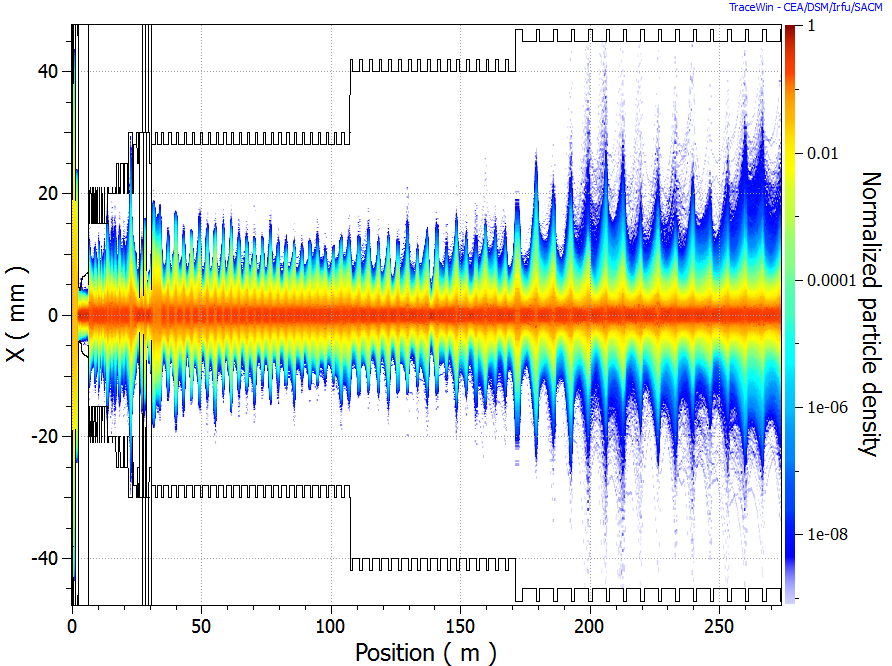 TraceWin - CEA/DSM/Irfu/SACM
X ( mm )
40
20
0
-20
-40
0
50
100
150
200
250
Position ( m )
1
0.01
0.0001
1e-06
1e-08
Normalized particle density